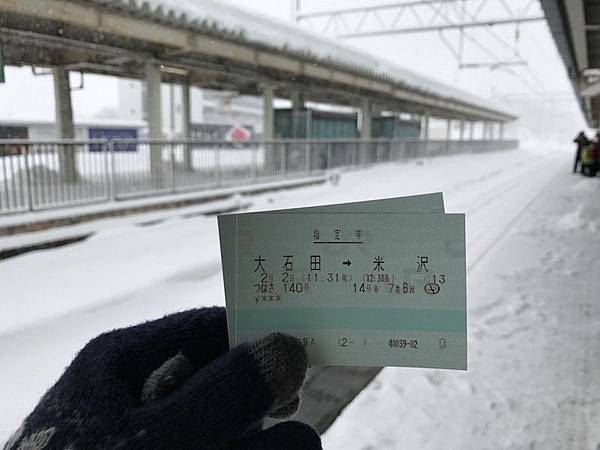 指定券
大石田 → 米沢
2月 2日(11:31発) (12:38着) C13
つばさ 140号 14号車 7番B席
¥***
A (2- ) 40039-02